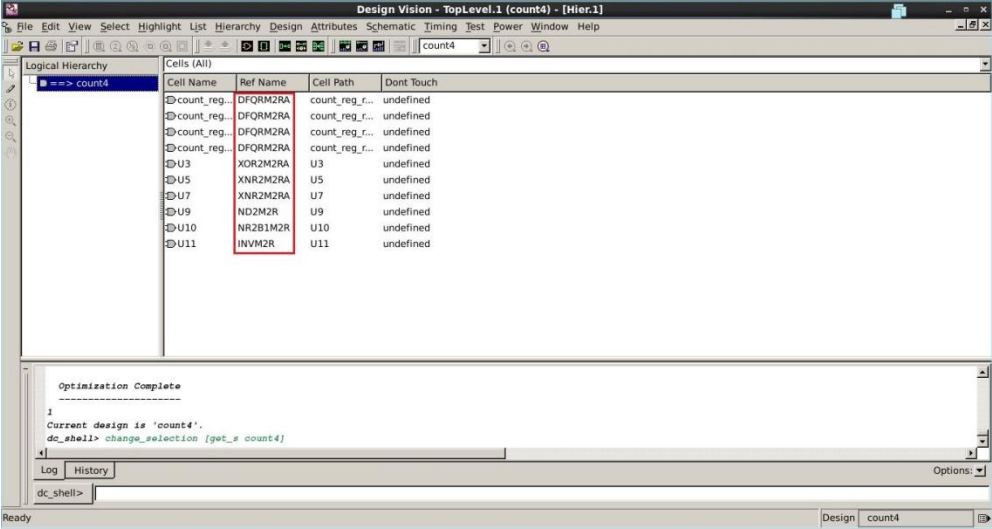 Design Vision - TopLevel.1 (count4) - [Hier.1]
File Edit View Select Highlight List Hierarchy Design Attributes Schematic Timing Test Power Window Help
count4
Logical Hierarchy
Cells (All)
==> count4
Cell Name Ref Name Cell Path Dont Touch
count_reg... DFQRM2RA count_reg_r... undefined
count_reg... DFQRM2RA count_reg_r... undefined
count_reg... DFQRM2RA count_reg_r... undefined
count_reg... DFQRM2RA count_reg_r... undefined
U3 XOR2M2RA U3 undefined
U5 XNR2M2RA U5 undefined
U7 XNR2M2RA U7 undefined
U9 ND2M2R U9 undefined
U10 NR2B1M2R U10 undefined
U11 INVM2R U11 undefined
Optimization Complete
---------------------
1
Current design is 'count4'.
dc_shell> change_selection [get_s count4]
Log History Options:
dc_shell>
Ready Design count4